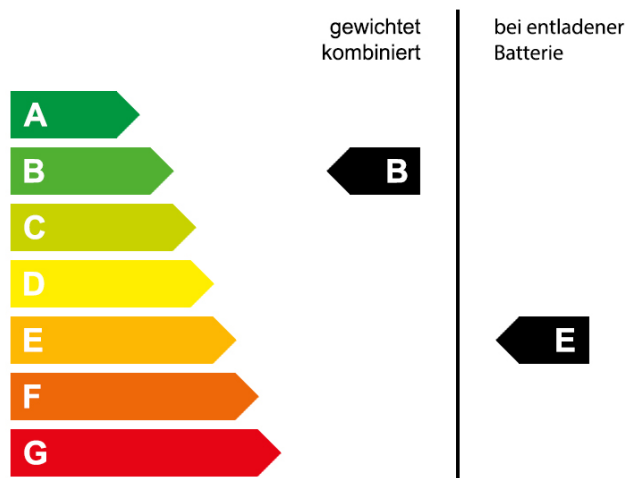 gewichtet
kombiniert
bei entladener
Batterie
A
B
B
C
D
E
E
F
G